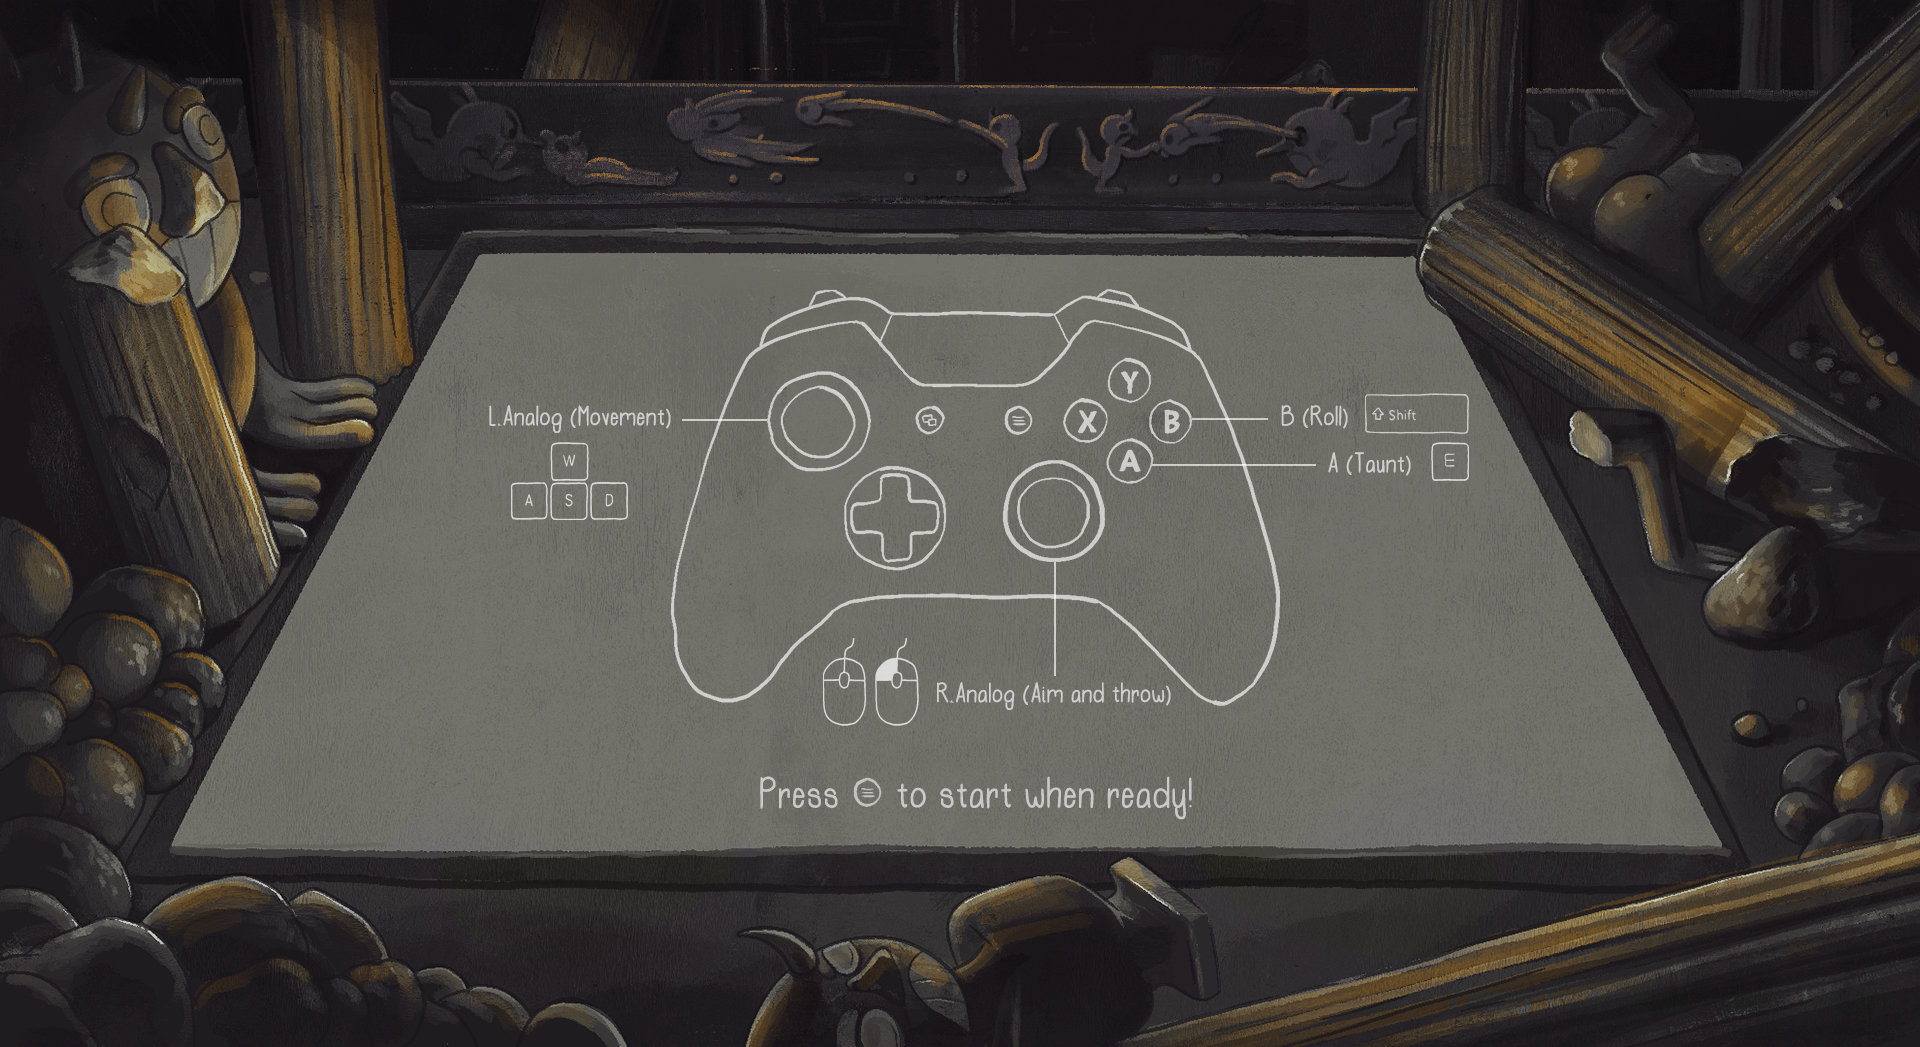 Y
X
B
A
L.Analog (Movement)
W
A S D
B (Roll)
Shift
A (Taunt)
E
R.Analog (Aim and throw)
Press to start when ready!